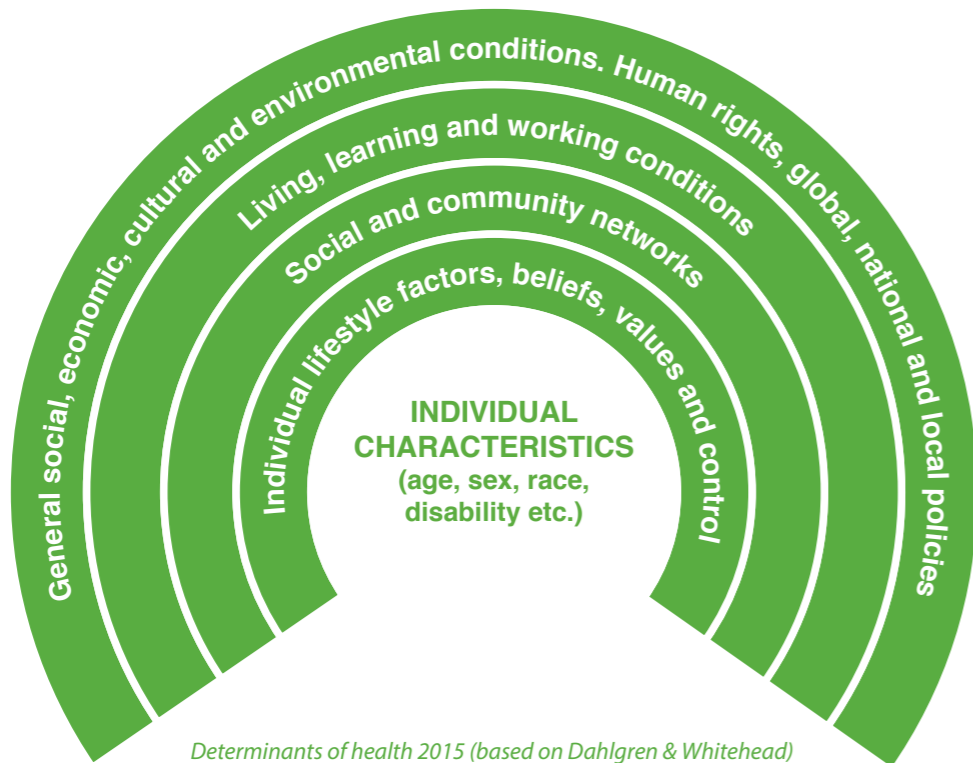 General social, economic, cultural and environmental conditions. Human rights, global, national and local policies
Living, learning and working conditions
Social and community networks
Individual lifestyle factors, beliefs, values and control
INDIVIDUAL
CHARACTERISTICS
(age, sex, race,
disability etc.)
Determinants of health 2015 (based on Dahlgren & Whitehead)